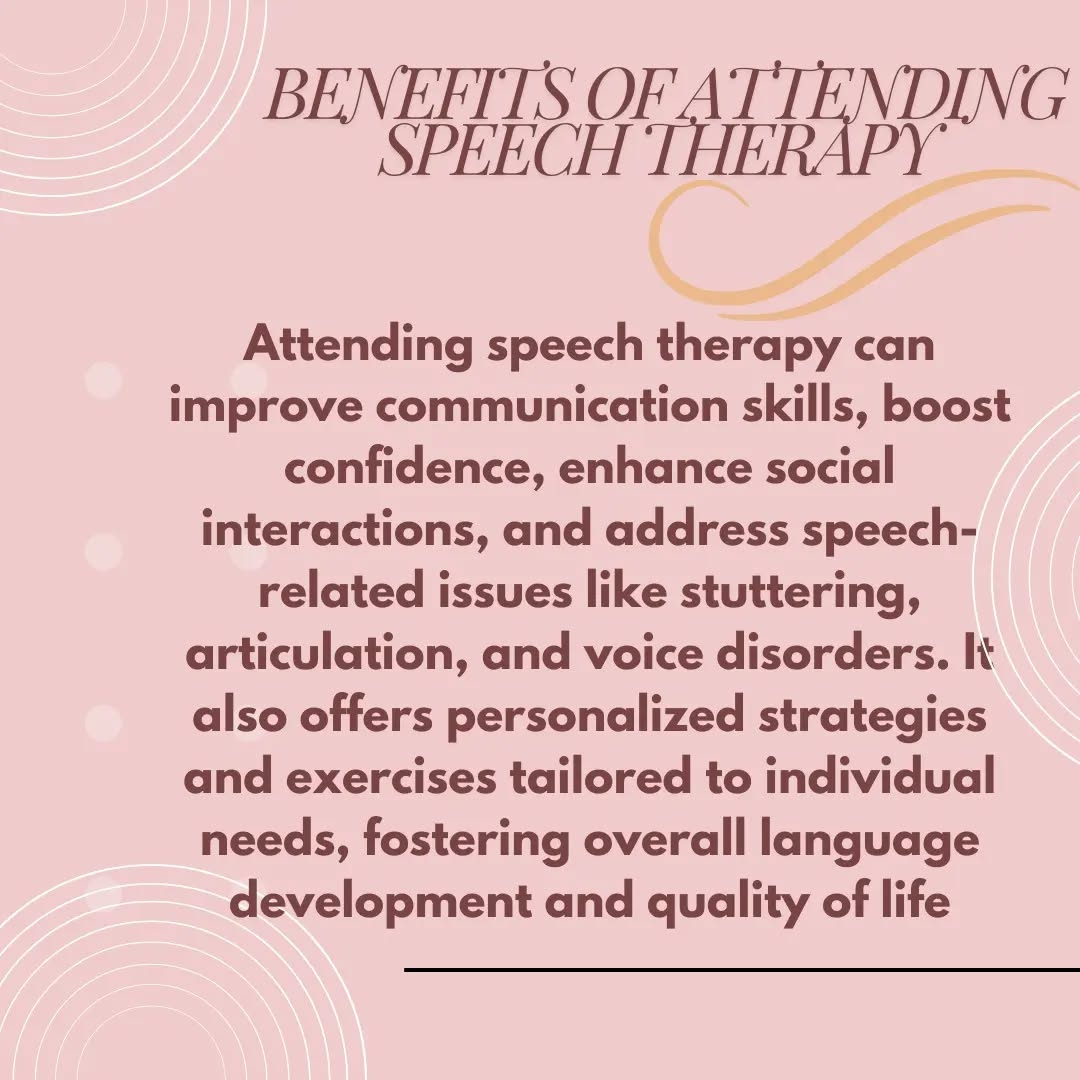 BENEFITS OF ATTENDING
SPEECH THERAPY
Attending speech therapy can
improve communication skills, boost
confidence, enhance social
interactions, and address speech-
related issues like stuttering,
articulation, and voice disorders. It
also offers personalized strategies
and exercises tailored to individual
needs, fostering overall language
development and quality of life